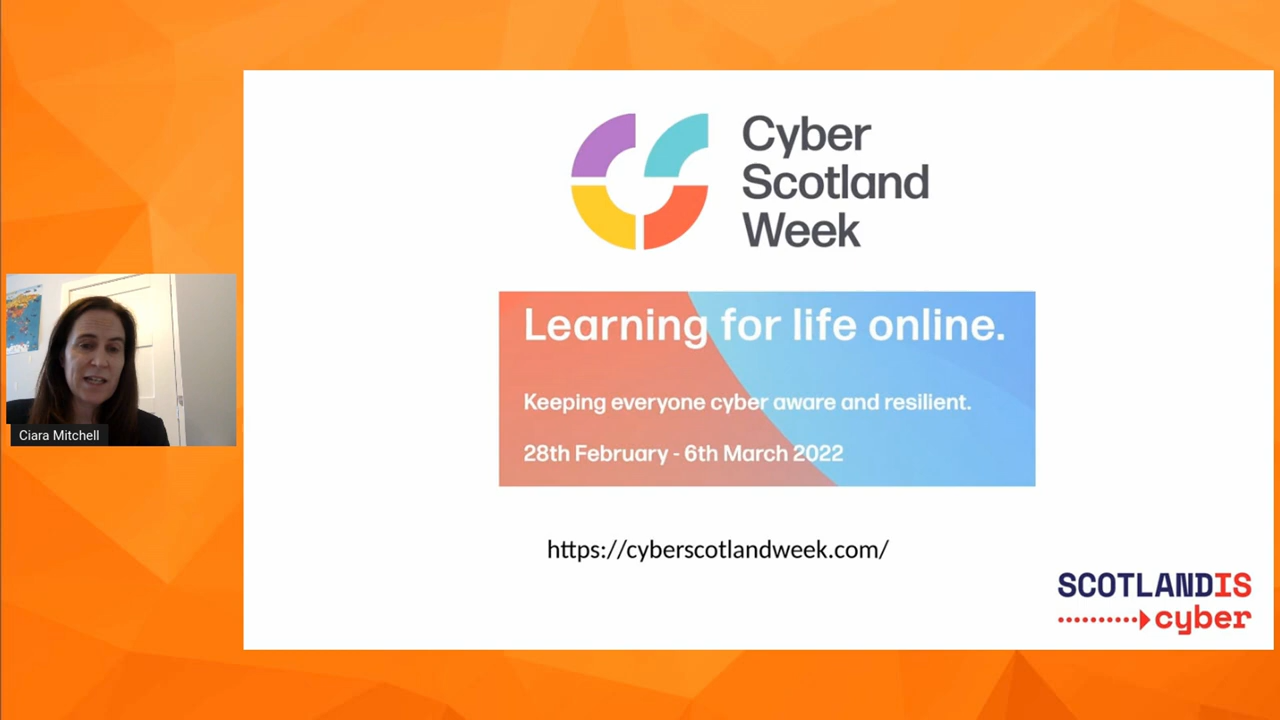 Cyber
Scotland
Week
Learning for life online.
Keeping everyone cyber aware and resilient.
28th February - 6th March 2022
https://cyberscotlandweek.com/
Ciara Mitchell
SCOTLANDIS
cyber